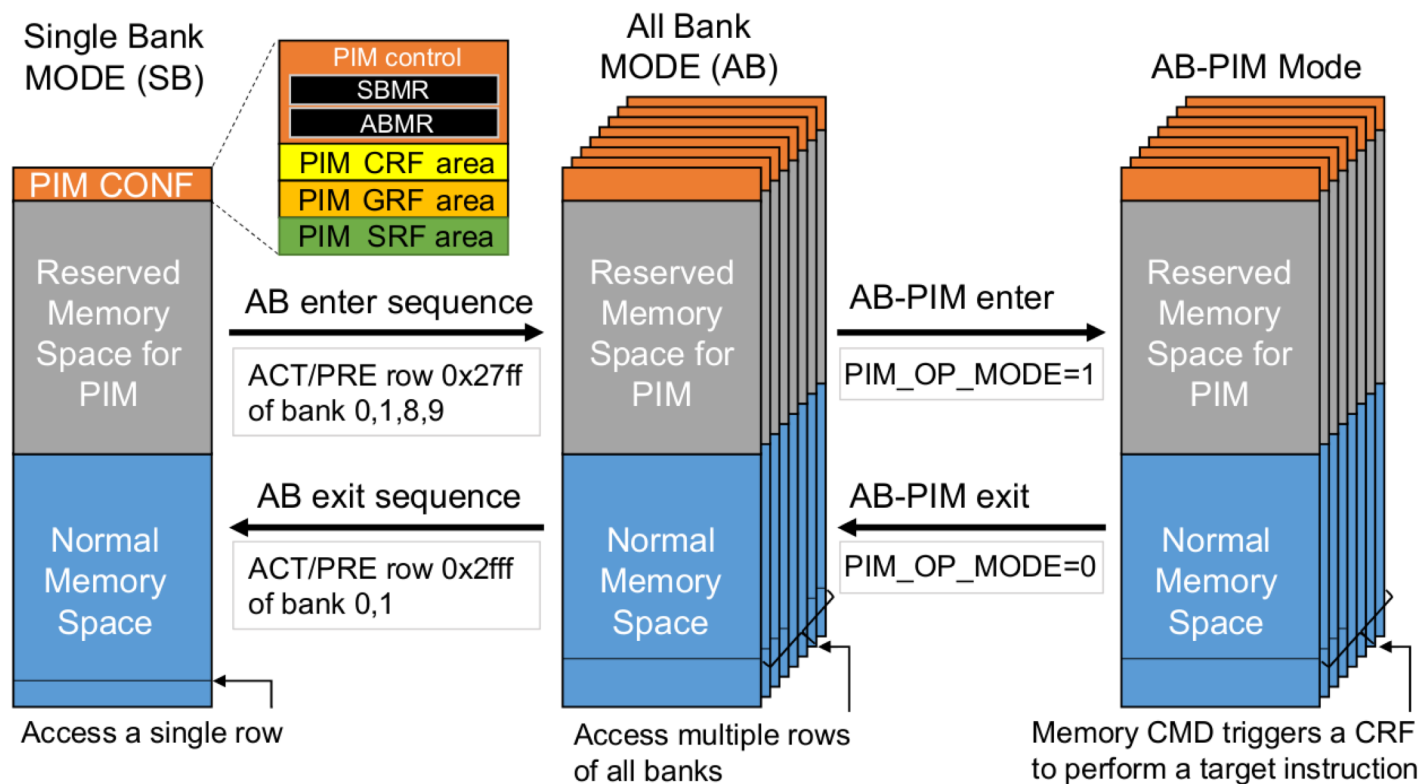 Single Bank
MODE (SB)
PIM control
SBMR
ABMR
PIM CRF area
PIM GRF area
PIM SRF area
All Bank
MODE (AB)
AB-PIM Mode
PIM CONF
Reserved
Memory
Space for
PIM
Normal
Memory
Space
Access a single row
AB enter sequence
ACT/PRE row 0x27ff
of bank 0,1,8,9
AB exit sequence
ACT/PRE row 0x2fff
of bank 0,1
Reserved
Memory
Space for
PIM
Normal
Memory
Space
Access multiple rows
of all banks
AB-PIM enter
PIM_OP_MODE=1
AB-PIM exit
PIM_OP_MODE=0
Reserved
Memory
Space for
PIM
Normal
Memory
Space
Memory CMD triggers a CRF
to perform a target instruction